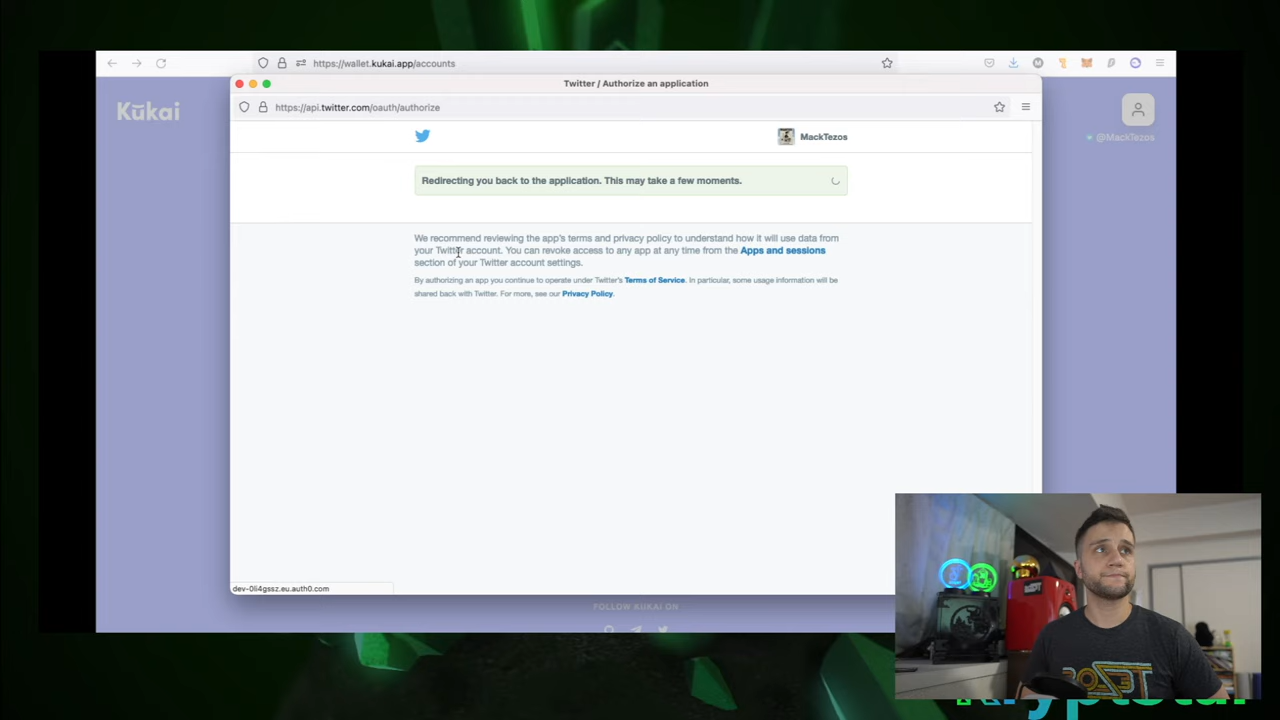 https://wallet.kukai.app/accounts
Twitter / Authorize an application
https://api.twitter.com/oauth/authorize
Kūkai
MackTezos
@MackTezos
Redirecting you back to the application. This may take a few moments.
We recommend reviewing the app's terms and privacy policy to understand how it will use data from
your Twitter account. You can revoke access to any app at any time from the Apps and sessions
section of your Twitter account settings.
By authorizing an app you continue to operate under Twitter's Terms of Service. In particular, some usage information will be
shared back with Twitter. For more, see our Privacy Policy.
dev-0li4gssz.eu.auth0.com
FOLLOW KUKAI ON